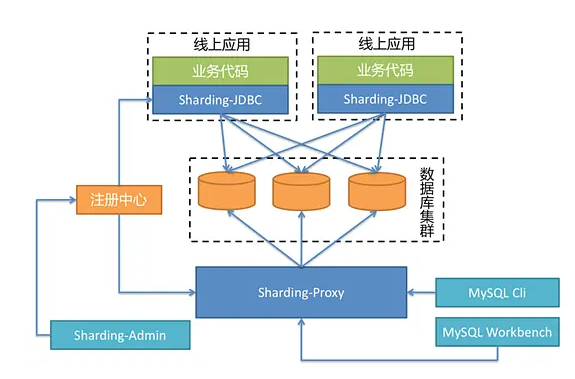 线上应用
线上应用
业务代码
业务代码
Sharding-JDBC
Sharding-JDBC
数据库集群
注册中心
Sharding-Proxy
MySQL Cli
Sharding-Admin
MySQL Workbench